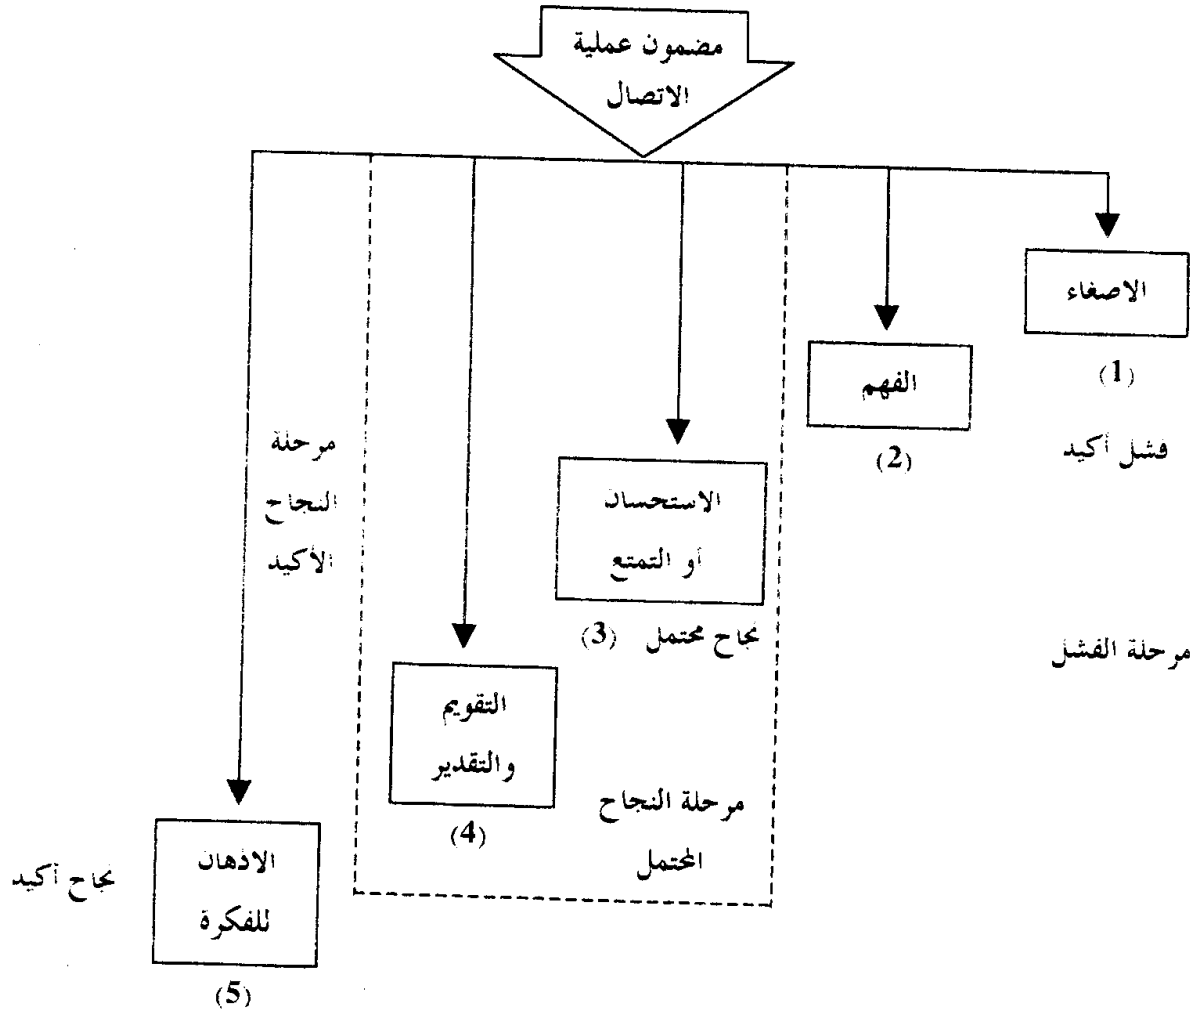 مضمون عملية
الاتصال
الاصغاء
(1)
فشل أكيد
مرحلة الفشل
الفهم
(2)
الاستحسان
أو التمتع
(3) نجاح محتمل
مرحلة النجاح
المحتمل
التقويم
والتقدير
(4)
مرحلة
النجاح
الأكيد
الاذهان
للفكرة
(5)
نجاح أكيد